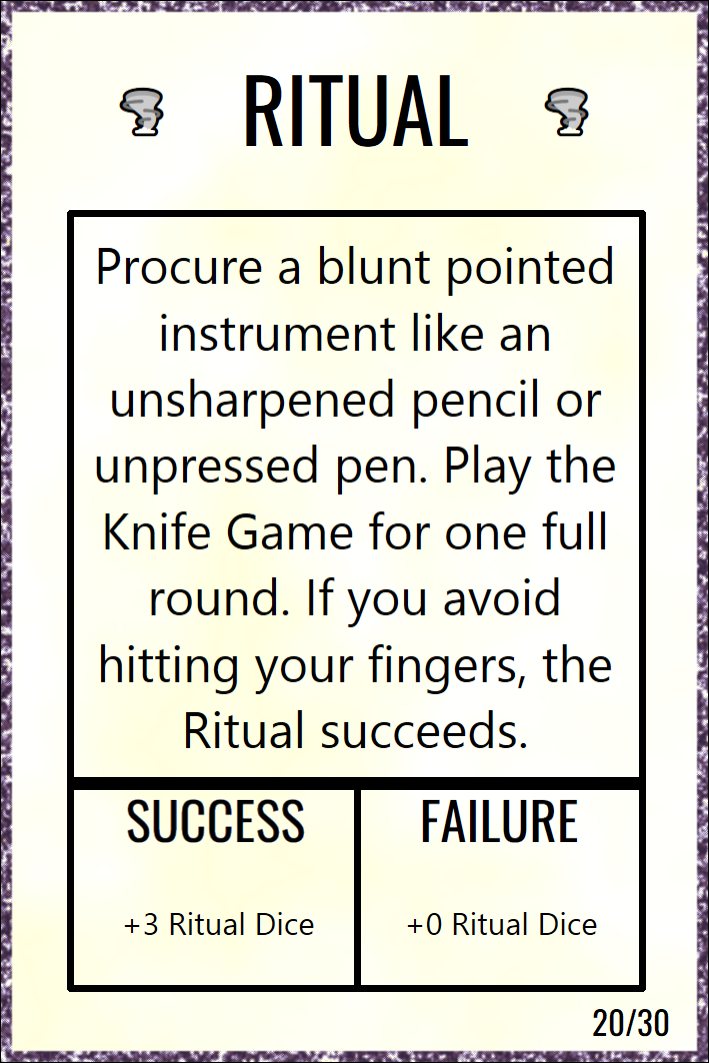 RITUAL
Procure a blunt pointed
instrument like an
unsharpened pencil or
unpressed pen. Play the
Knife Game for one full
round. If you avoid
hitting your fingers, the
Ritual succeeds.
SUCCESS
+3 Ritual Dice
FAILURE
+0 Ritual Dice
20/30